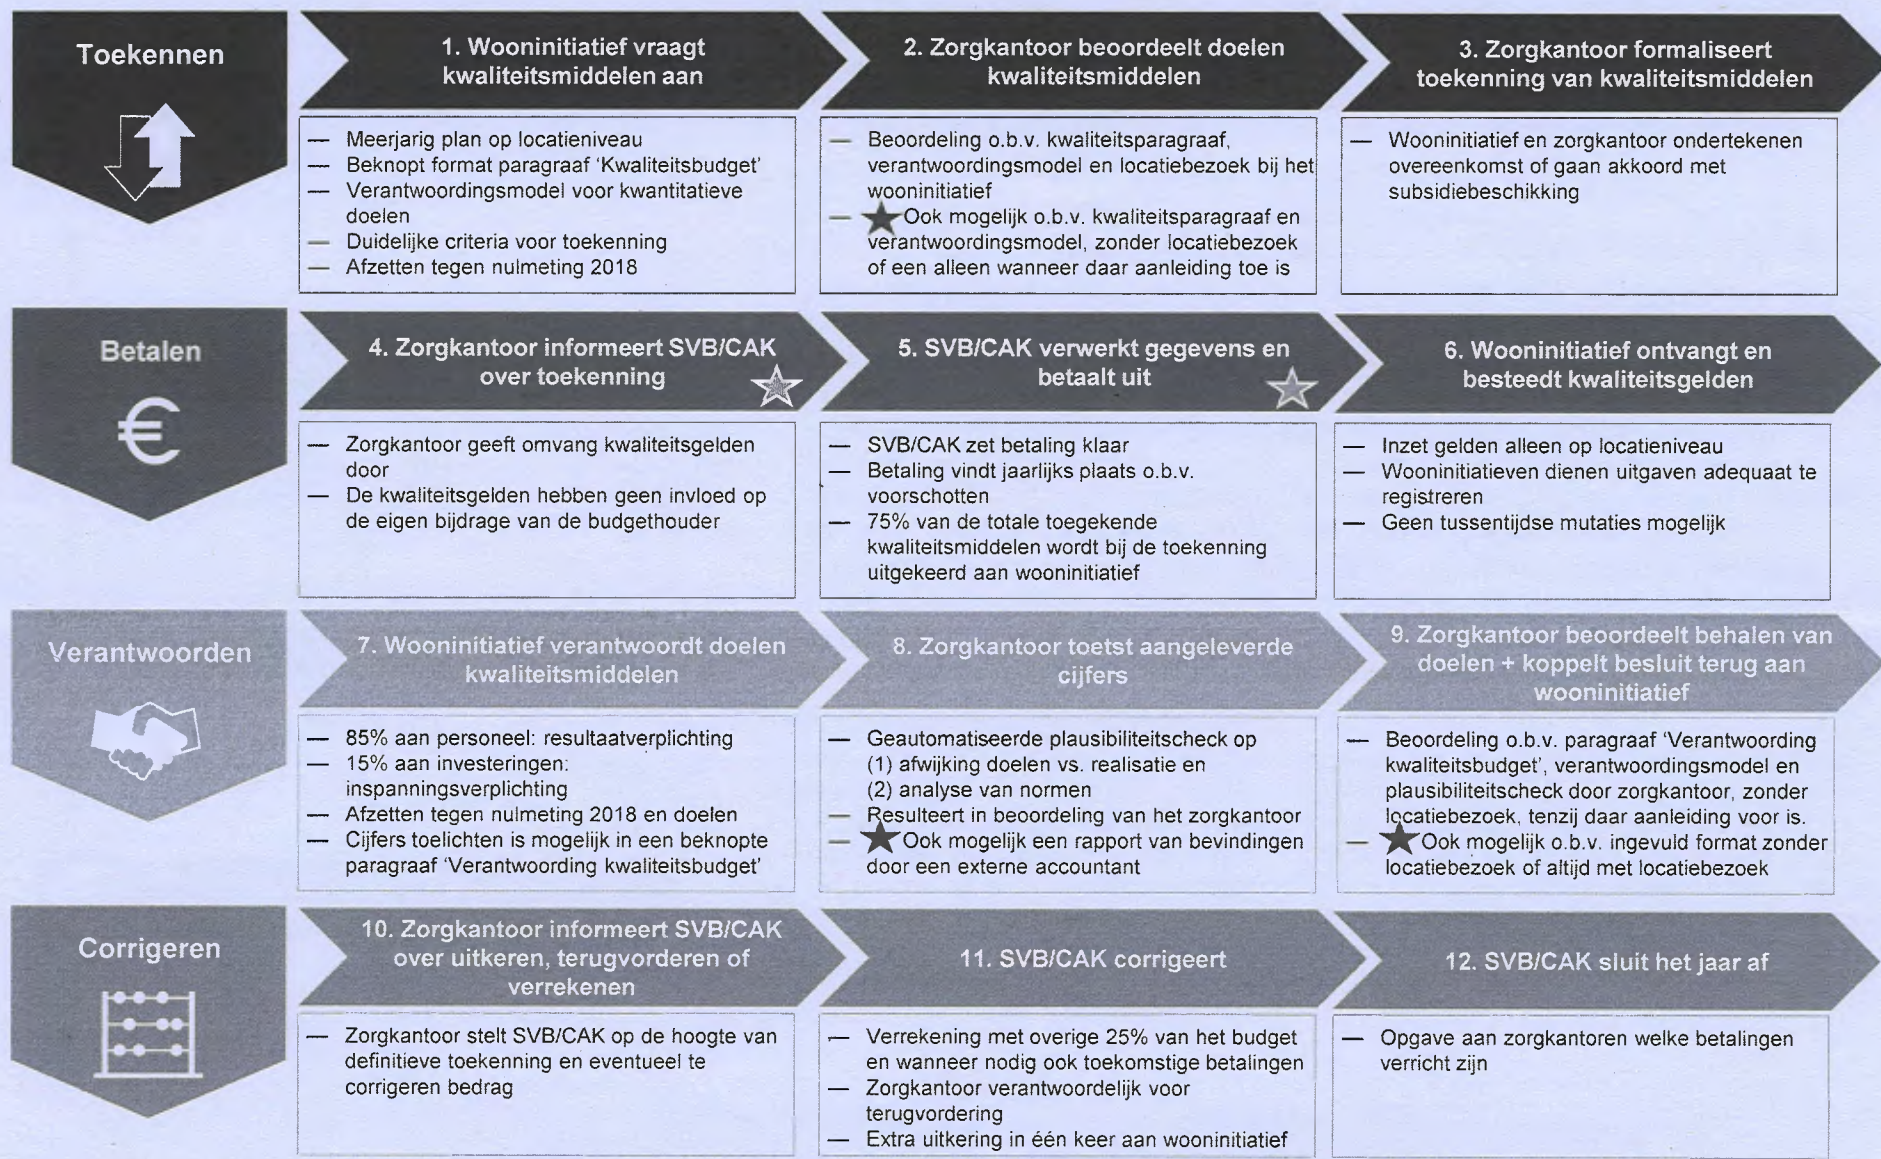 Toekennen
1. Wooninitiatief vraagt
kwaliteitsmiddelen aan
2. Zorgkantoor beoordeelt doelen
kwaliteitsmiddelen
3. Zorgkantoor formaliseert
toekenning van kwaliteitsmiddelen
— Meerjarig plan op locatieniveau
— Beknopt format paragraaf ‘Kwaliteitsbudget’
— Verantwoordingsmodel voor kwantitatieve
doelen
— Duidelijke criteria voor toekenning
— Afzetten tegen nulmeting 2018
— Beoordeling o.b.v. kwaliteitsparagraaf,
verantwoordingsmodel en locatiebezoek bij het
wooninitiatief
— Ook mogelijk o.b.v. kwaliteitsparagraaf en
verantwoordingsmodel, zonder locatiebezoek
of een alleen wanneer daar aanleiding toe is
— Wooninitiatief en zorgkantoor ondertekenen
overeenkomst of gaan akkoord met
subsidiebeschikking
Betalen
€
4. Zorgkantoor informeert SVB/CAK
over toekenning
5. SVB/CAK verwerkt gegevens en
betaalt uit
6. Wooninitiatief ontvangt en
besteedt kwaliteitsgelden
— Zorgkantoor geeft omvang kwaliteitsgelden
door
— De kwaliteitsgelden hebben geen invloed op
de eigen bijdrage van de budgethouder
— SVB/CAK zet betaling klaar
— Betaling vindt jaarlijks plaats o.b.v.
voorschotten
— 75% van de totale toegekende
kwaliteitsmiddelen wordt bij de toekenning
uitgekeerd aan wooninitiatief
— Inzet gelden alleen op locatieniveau
— Wooninitiatieven dienen uitgaven adequaat te
registreren
— Geen tussentijdse mutaties mogelijk
Verantwoorden
7. Wooninitiatief verantwoordt doelen
kwaliteitsmiddelen
8. Zorgkantoor toetst aangeleverde
cijfers
9. Zorgkantoor beoordeelt behalen van
doelen + koppelt besluit terug aan
wooninitiatief
— 85% aan personeel: resultaatverplichting
— 15% aan investeringen:
inspanningsverplichting
— Afzetten tegen nulmeting 2018 en doelen
— Cijfers toelichten is mogelijk in een beknopte
paragraaf ‘Verantwoording kwaliteitsbudget’
— Geautomatiseerde plausibiliteitscheck op
(1) afwijking doelen vs. realisatie en
(2) analyse van normen
— Resulteert in beoordeling van het zorgkantoor
— Ook mogelijk een rapport van bevindingen
door een externe accountant
— Beoordeling o.b.v. paragraaf ‘Verantwoording
kwaliteitsbudget’, verantwoordingsmodel en
plausibiliteitscheck door zorgkantoor, zonder
locatiebezoek, tenzij daar aanleiding voor is.
— Ook mogelijk o.b.v. ingevuld format zonder
locatiebezoek of altijd met locatiebezoek
Corrigeren
10. Zorgkantoor informeert SVB/CAK
over uitkeren, terugvorderen of
verrekenen
11. SVB/CAK corrigeert
12. SVB/CAK sluit het jaar af
— Zorgkantoor stelt SVB/CAK op de hoogte van
definitieve toekenning en eventueel te
corrigeren bedrag
— Verrekening met overige 25% van het budget
en wanneer nodig ook toekomstige betalingen
— Zorgkantoor verantwoordelijk voor
terugvordering
— Extra uitkering in één keer aan wooninitiatief
— Opgave aan zorgkantoren welke betalingen
verricht zijn